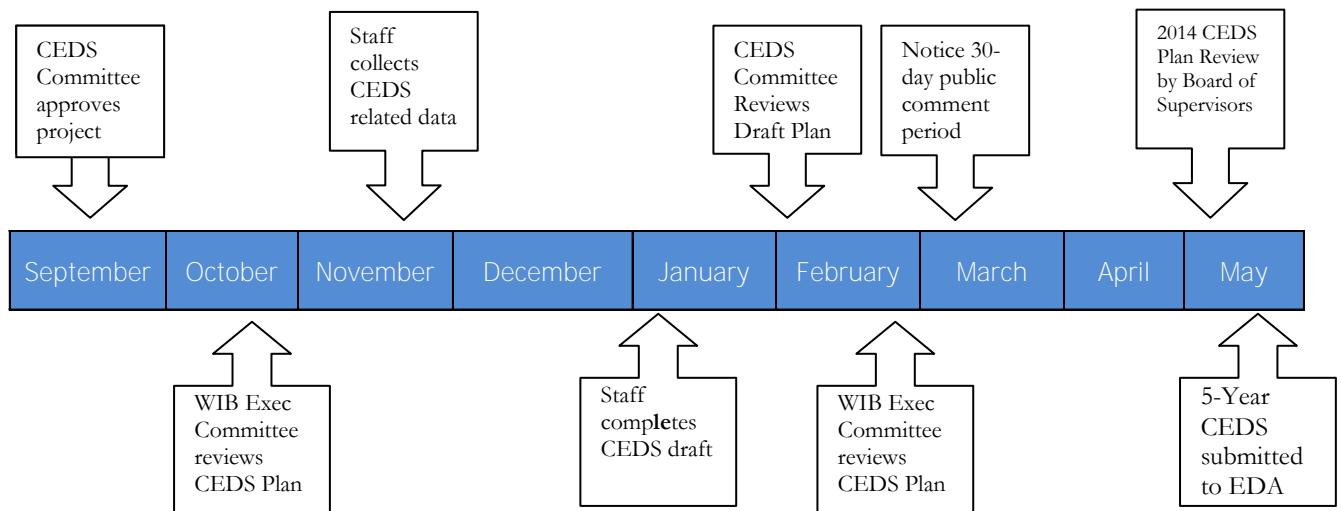 CEDS
Committee
approves
project
Staff
collects
CEDS
related data
CEDS
Committee
Reviews
Draft Plan
Notice 30-
day public
comment
period
2014 CEDS
Plan Review
by Board of
Supervisors
September October November December January February March April May
WIB Exec
Committee
reviews
CEDS Plan
Staff
completes
CEDS draft
WIB Exec
Committee
reviews
CEDS Plan
5-Year
CEDS
submitted
to EDA